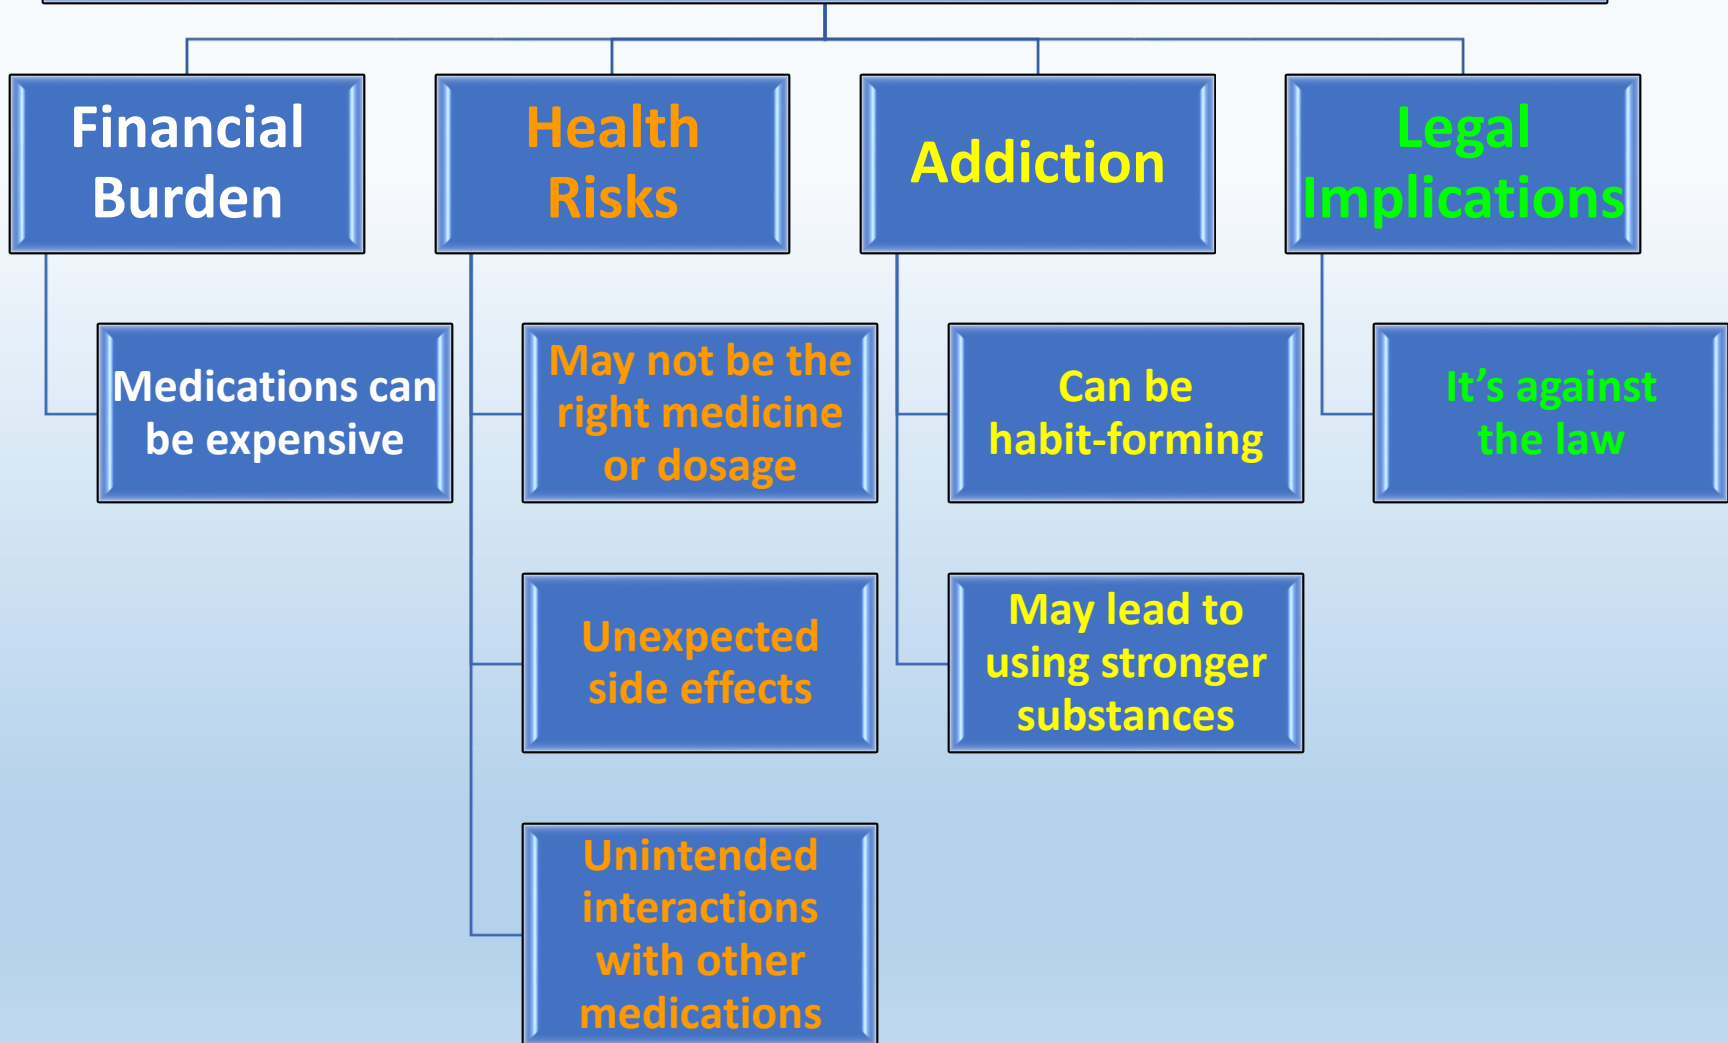 Financial
Burden
Health
Risks
Addiction
Legal
Implications
Medications can
be expensive
May not be the
right medicine
or dosage
Can be
habit-forming
It’s against
the law
Unexpected
side effects
May lead to
using stronger
substances
Unintended
interactions
with other
medications